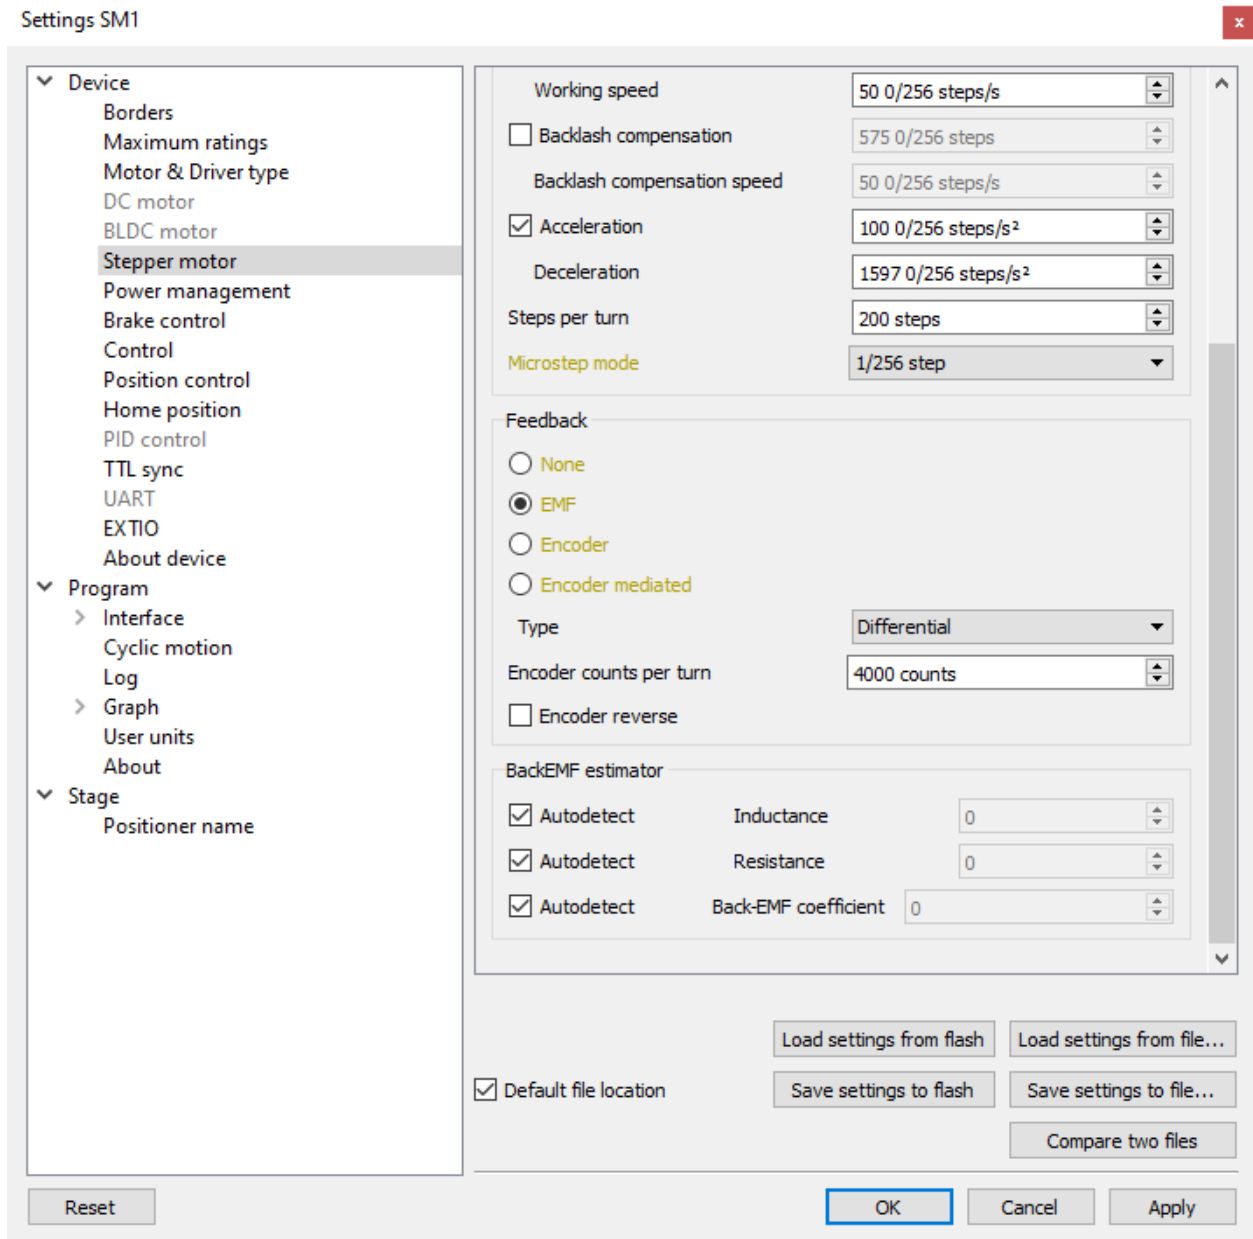 Settings SM1
x
Device
Borders
Maximum ratings
Motor & Driver type
DC motor
BLDC motor
Stepper motor
Power management
Brake control
Control
Position control
Home position
PID control
TTL sync
UART
EXTIO
About device
Program
Interface
Cyclic motion
Log
Graph
User units
About
Stage
Positioner name
Working speed 50 0/256 steps/s
Backlash compensation 575 0/256 steps
Backlash compensation speed 50 0/256 steps/s
Acceleration 100 0/256 steps/s²
Deceleration 1597 0/256 steps/s²
Steps per turn 200 steps
Microstep mode 1/256 step
Feedback
None
EMF
Encoder
Encoder mediated
Type Differential
Encoder counts per turn 4000 counts
Encoder reverse
BackEMF estimator
Autodetect Inductance 0
Autodetect Resistance 0
Autodetect Back-EMF coefficient 0
Load settings from flash Load settings from file...
Default file location Save settings to flash Save settings to file...
Compare two files
Reset OK Cancel Apply